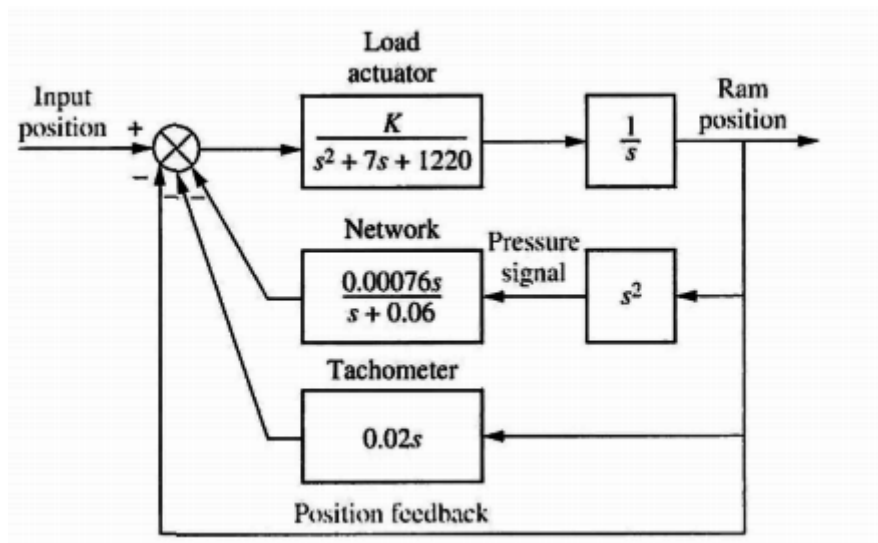 Load
actuator
Input
position
+
K
s² + 7s + 1220
1
s
Ram
position
−
− −
Network
0.00076s
s + 0.06
Pressure
signal
s²
Tachometer
0.02s
Position feedback